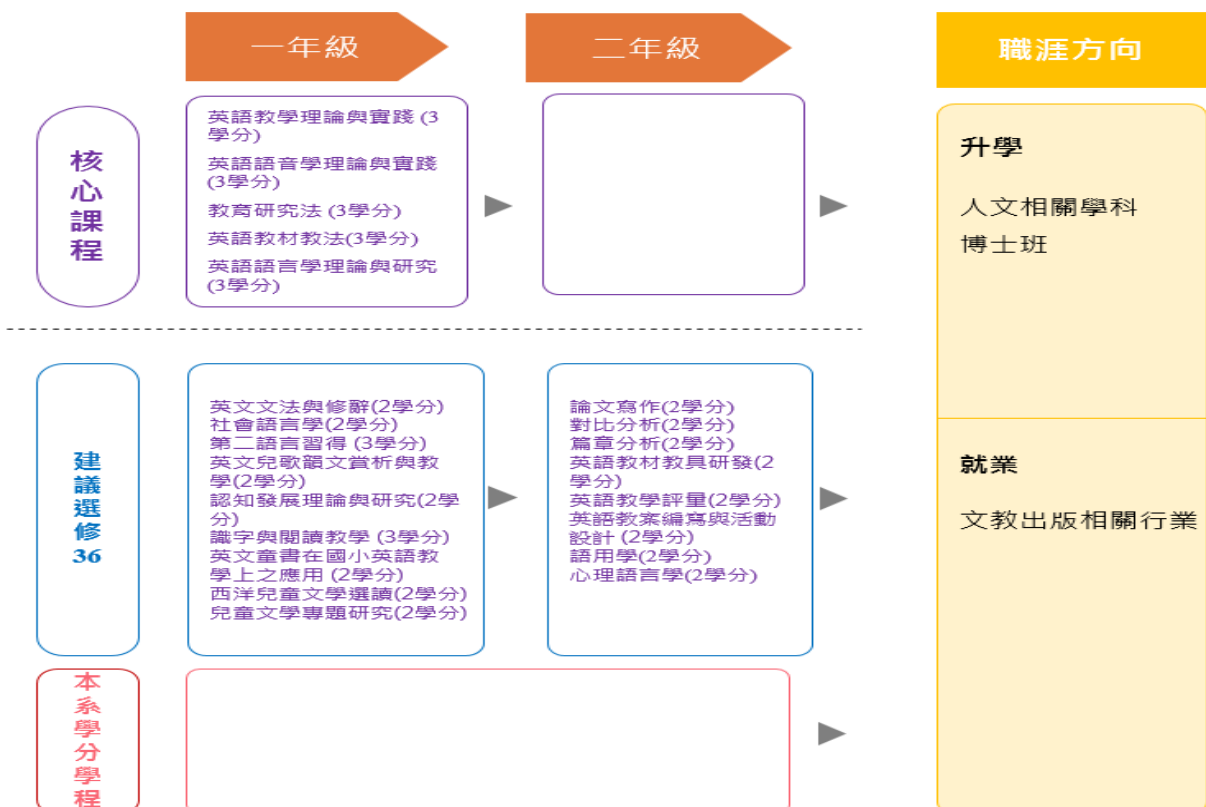 一年級
二年級
職涯方向
核
心
課
程
英語教學理論與實踐 (3
學分)
英語語音學理論與實踐
(3學分)
教育研究法 (3學分)
英語教材教法(3學分)
英語語言學理論與研究
(3學分)
升學
人文相關學科
博士班
建
議
選
修
36
英文文法與修辭(2學分)
社會語言學(2學分)
第二語言習得 (3學分)
英文兒歌韻文賞析與教
學(2學分)
認知發展理論與研究(2學
分)
識字與閱讀教學 (3學分)
英文童書在國小英語教
學上之應用 (2學分)
西洋兒童文學選讀(2學分)
兒童文學專題研究(2學分)
論文寫作(2學分)
對比分析(2學分)
篇章分析(2學分)
英語教材教具研發(2
學分)
英語教學評量(2學分)
英語教案編寫與活動
設計 (2學分)
語用學(2學分)
心理語言學(2學分)
就業
文教出版相關行業
本
系
學
分
學
程